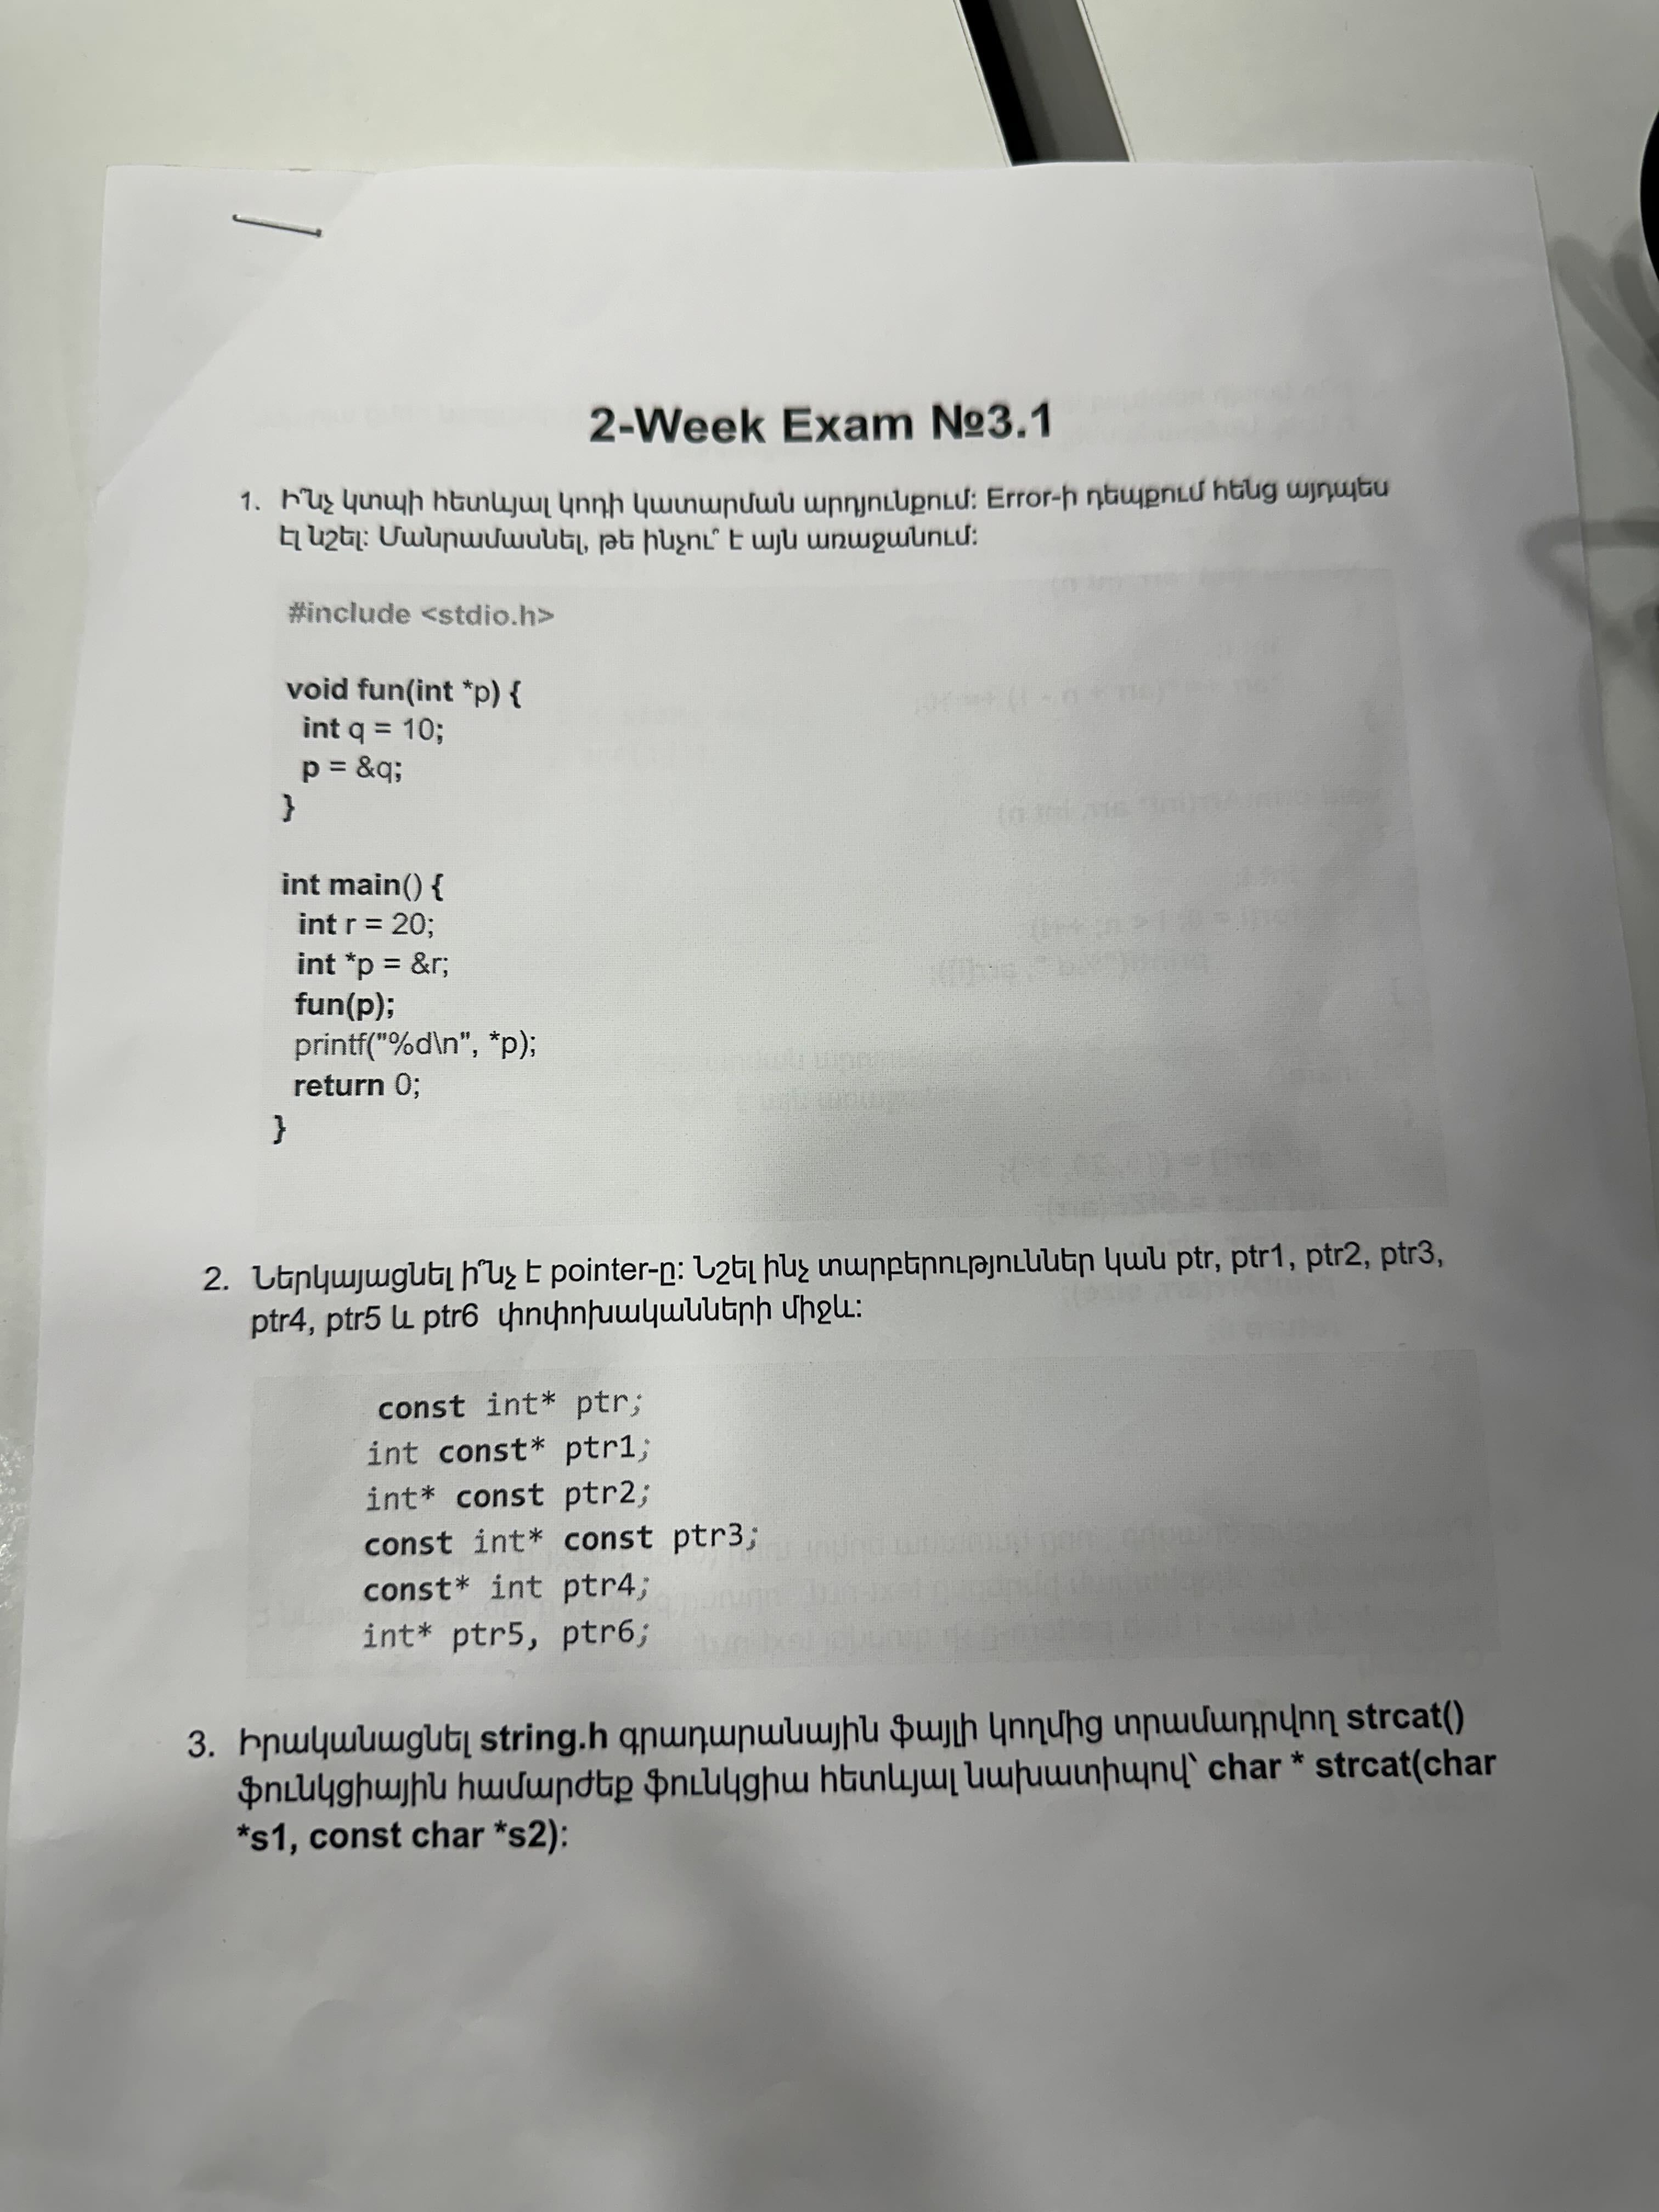 2-Week Exam №3.1
1. Ի՞նչ կտպի հետևյալ կոդի կատարման արդյունքում: Error-ի դեպքում հենց այդպես
էլ նշել: Մանրամասնել, թե ինչու՞ է այն առաջանում:
#include <stdio.h>
void fun(int *p) {
int q = 10;
p = &q;
}
int main() {
int r = 20;
int *p = &r;
fun(p);
printf("%d\n", *p);
return 0;
}
2. Ներկայացնել ի՞նչ է pointer-ը: Նշել ինչ տարբերություններ կան ptr, ptr1, ptr2, ptr3,
ptr4, ptr5 և ptr6 փոփոխականների միջև:
const int* ptr;
int const* ptr1;
int* const ptr2;
const int* const ptr3;
const* int ptr4;
int* ptr5, ptr6;
3. Իրականացնել string.h գրադարանային ֆայլի կողմից տրամադրվող strcat()
ֆունկցիային համարժեք ֆունկցիա հետևյալ նախատիպով՝ char * strcat(char
*s1, const char *s2):